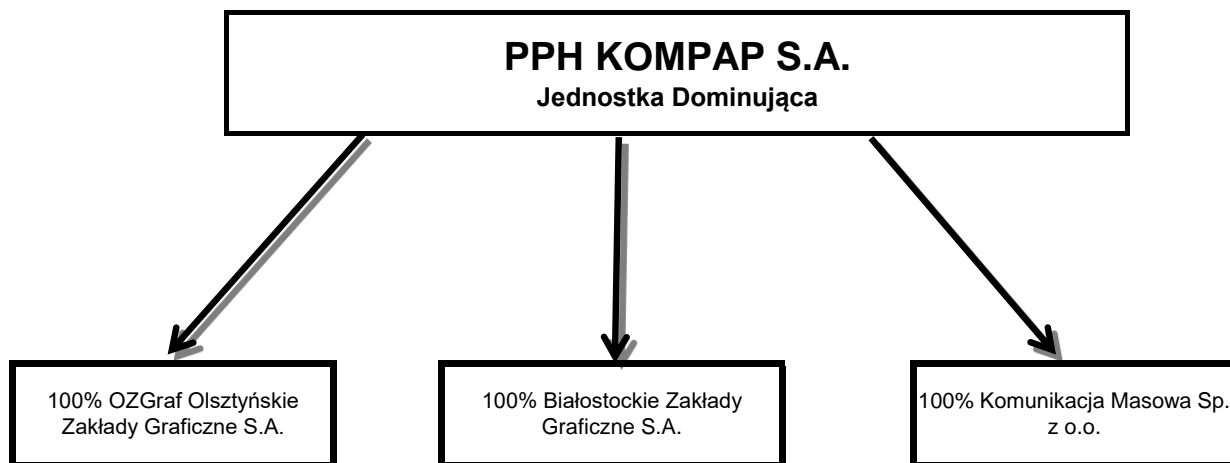 PPH KOMPAP S.A.
Jednostka Dominująca
100% OZGraf Olsztyńskie
Zakłady Graficzne S.A.
100% Białostockie Zakłady
Graficzne S.A.
100% Komunikacja Masowa Sp.
z o.o.